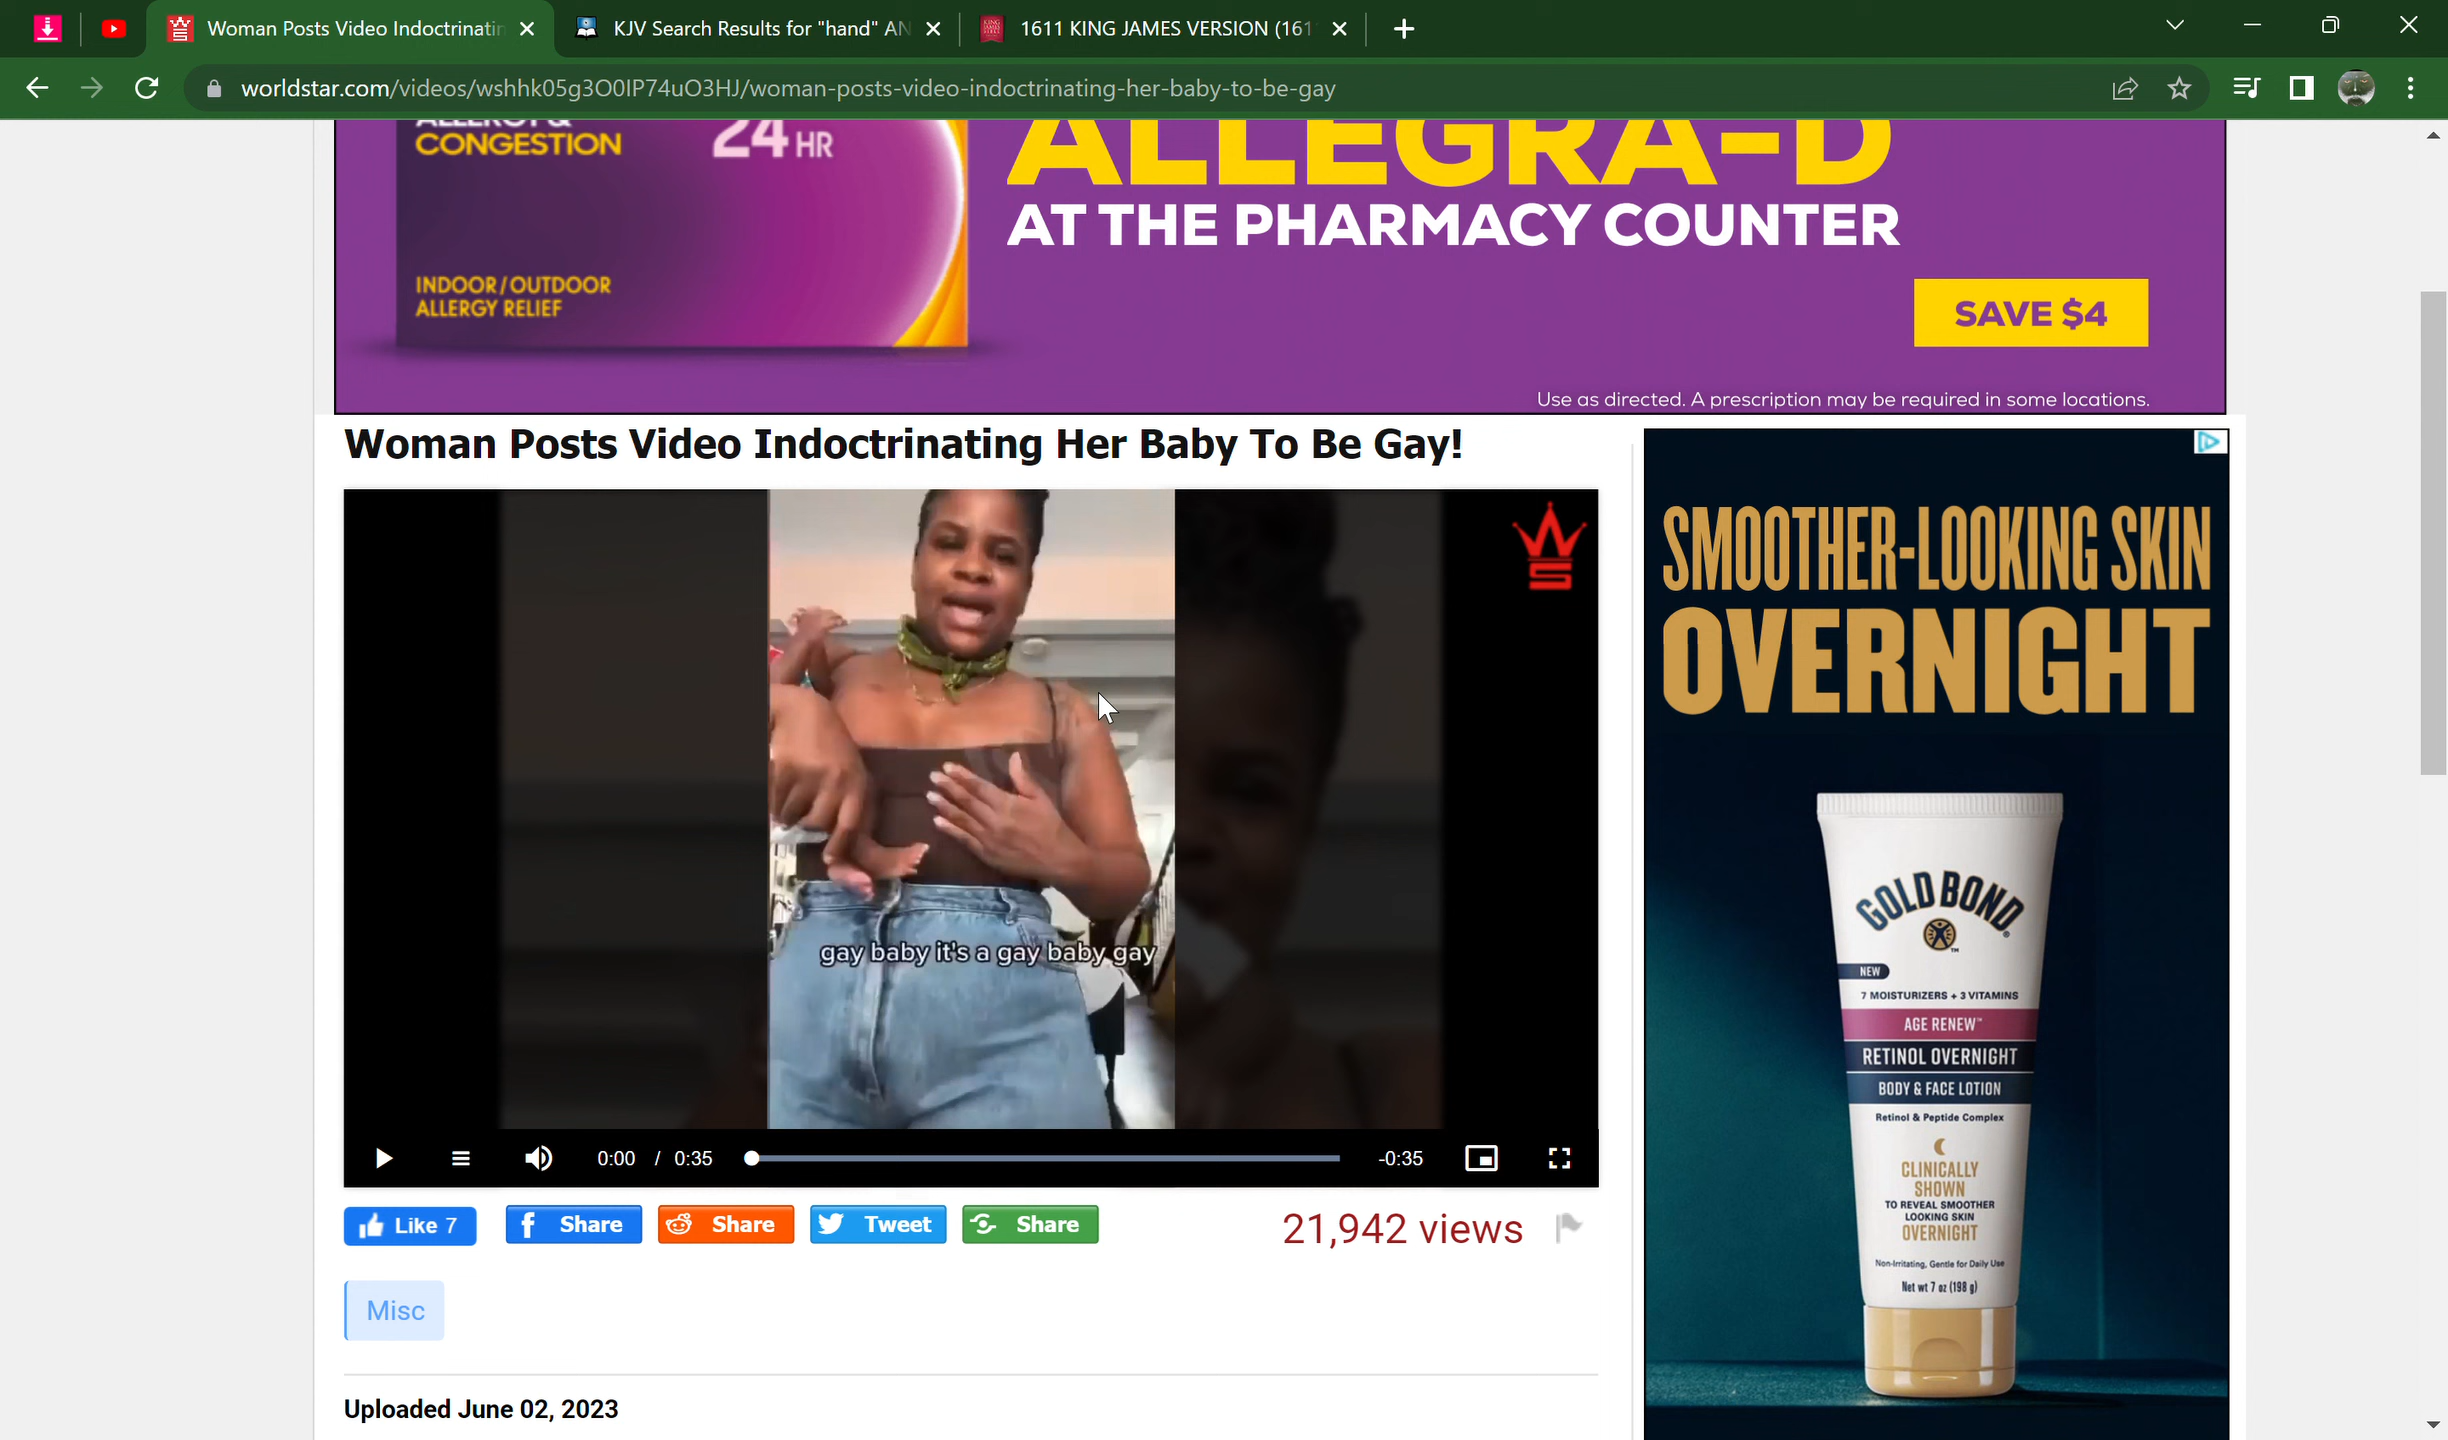 Woman Posts Video Indoctrinatin
KJV Search Results for "hand" AN
1611 KING JAMES VERSION (161
worldstar.com/videos/wshhk05g3O0IP74uO3HJ/woman-posts-video-indoctrinating-her-baby-to-be-gay
ALLERGY &
CONGESTION
24 HR
INDOOR/OUTDOOR
ALLERGY RELIEF
ALLEGRA-D
AT THE PHARMACY COUNTER
SAVE $4
Use as directed. A prescription may be required in some locations.
Woman Posts Video Indoctrinating Her Baby To Be Gay!
gay baby it's a gay baby gay
0:00 / 0:35
-0:35
Like 7
Share
Share
Tweet
Share
21,942 views
Misc
Uploaded June 02, 2023
SMOOTHER-LOOKING SKIN
OVERNIGHT
GOLD BOND
NEW
7 MOISTURIZERS + 3 VITAMINS
AGE RENEW™
RETINOL OVERNIGHT
BODY & FACE LOTION
Retinol & Peptide Complex
CLINICALLY
SHOWN
TO REVEAL SMOOTHER
LOOKING SKIN
OVERNIGHT
Non-Irritating, Gentle for Daily Use
Net wt 7 oz (198 g)